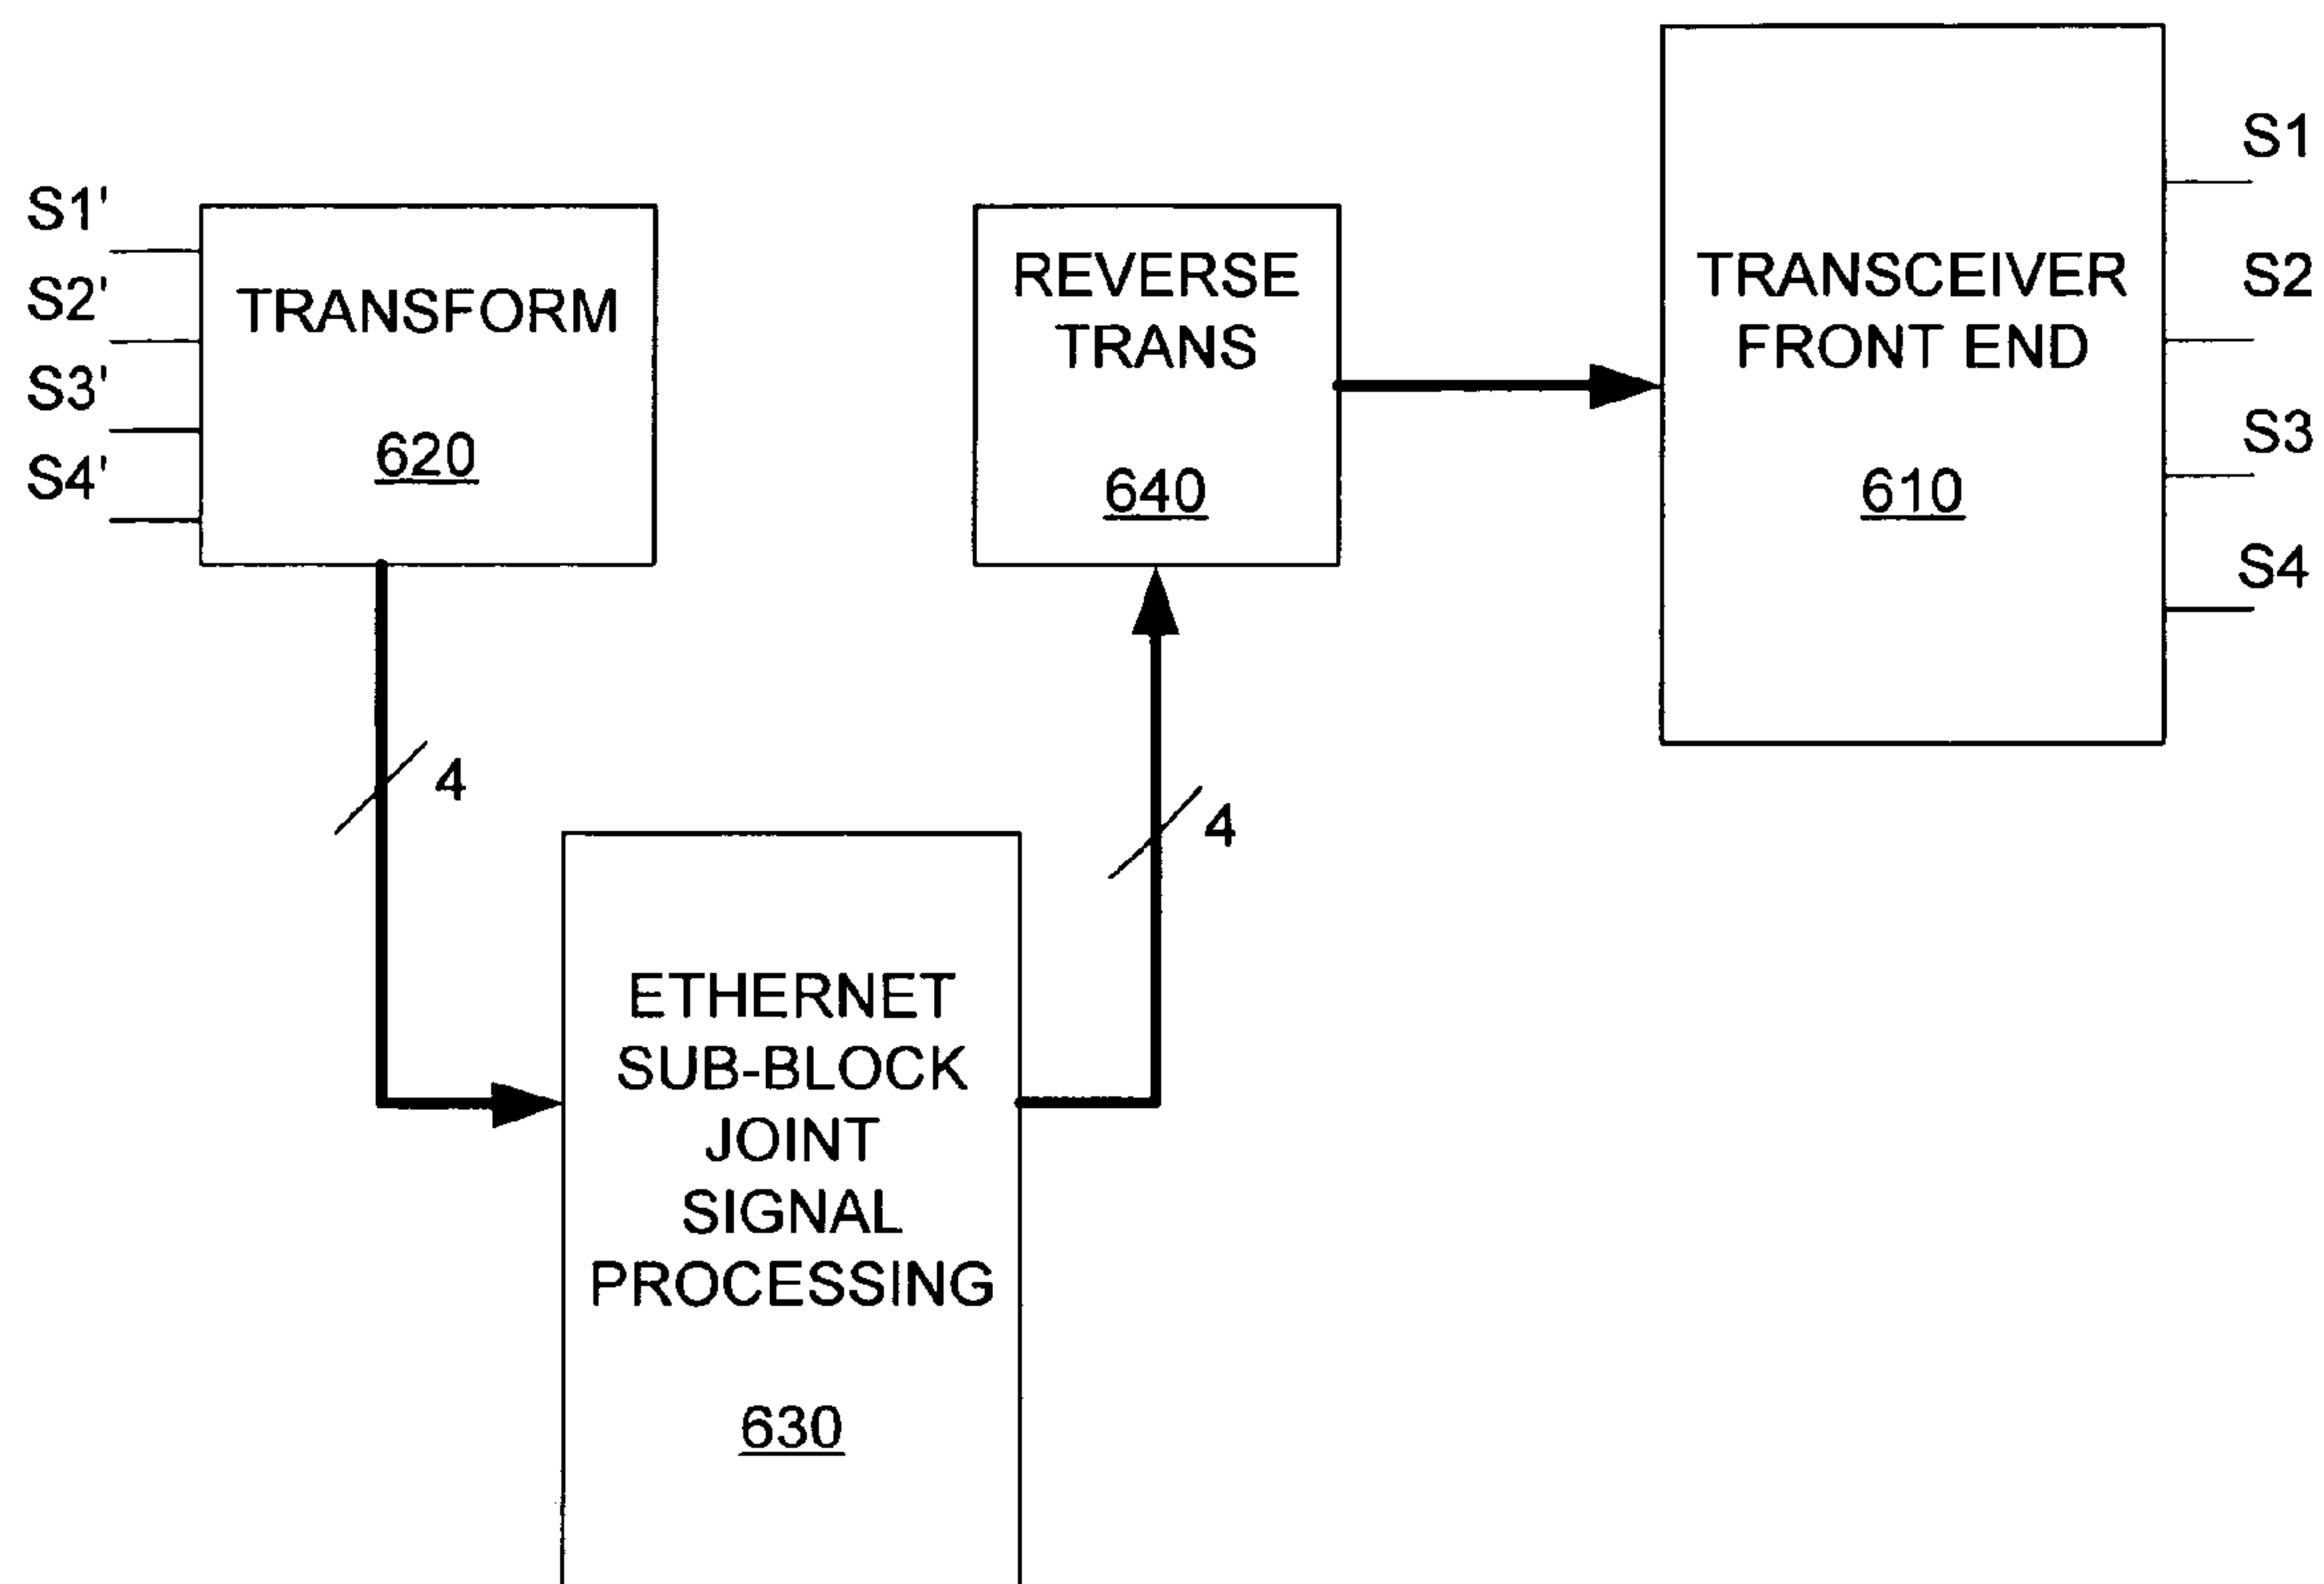 S1'
S2'
S3'
S4'
TRANSFORM
620
REVERSE
TRANS
640
TRANSCEIVER
FRONT END
610
S1
S2
S3
S4
4
4
ETHERNET
SUB-BLOCK
JOINT
SIGNAL
PROCESSING
630